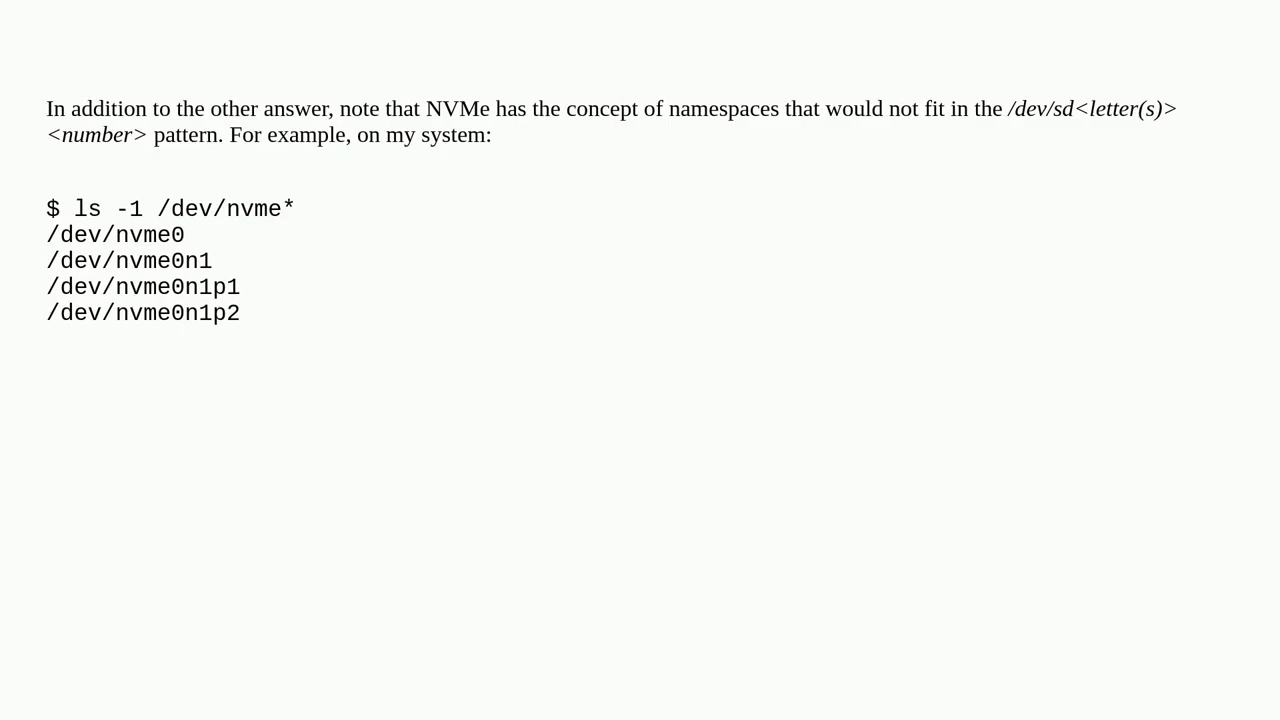 In addition to the other answer, note that NVMe has the concept of namespaces that would not fit in the /dev/sd<letter(s)>
<number> pattern. For example, on my system:
$ ls -1 /dev/nvme*
/dev/nvme0
/dev/nvme0n1
/dev/nvme0n1p1
/dev/nvme0n1p2